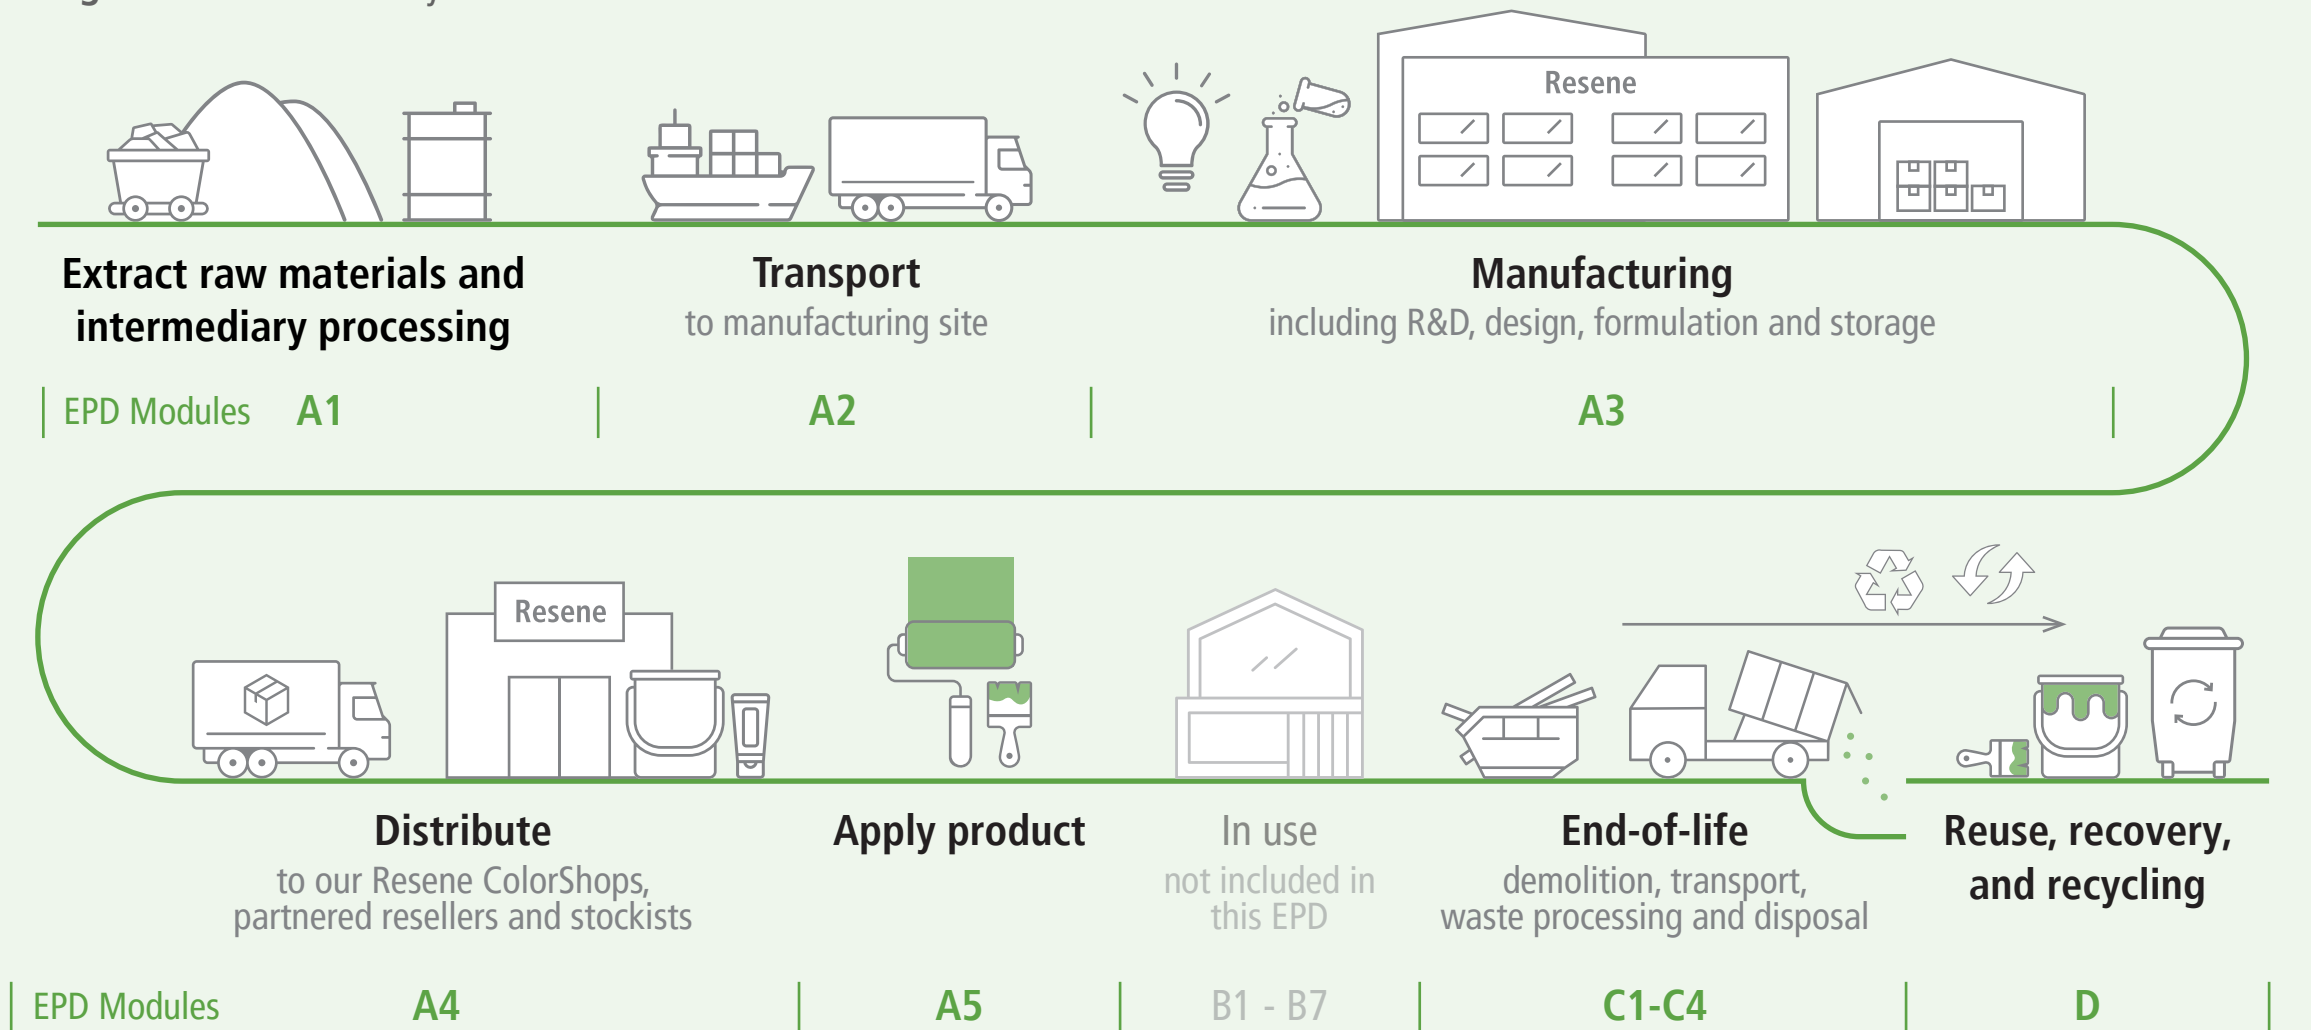 Resene
Extract raw materials and
intermediary processing
Transport
to manufacturing site
Manufacturing
including R&D, design, formulation and storage
EPD Modules A1
A2
A3
Resene
Distribute
to our Resene ColorShops,
partnered resellers and stockists
Apply product
In use
not included in
this EPD
End-of-life
demolition, transport,
waste processing and disposal
Reuse, recovery,
and recycling
EPD Modules A4
A5
B1 - B7
C1-C4
D